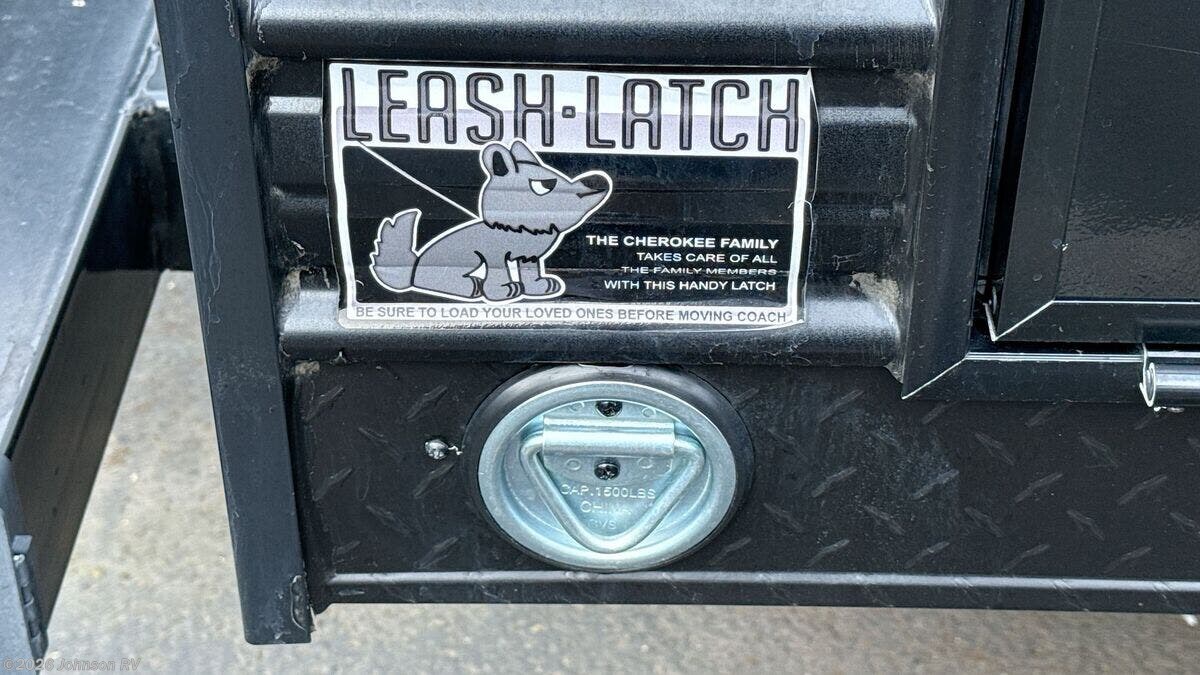 LEASH·LATCH
THE CHEROKEE FAMILY
TAKES CARE OF ALL
THE FAMILY MEMBERS
WITH THIS HANDY LATCH
BE SURE TO LOAD YOUR LOVED ONES BEFORE MOVING COACH
CAP.1500LBS
CHINA
©2026 Johnson RV